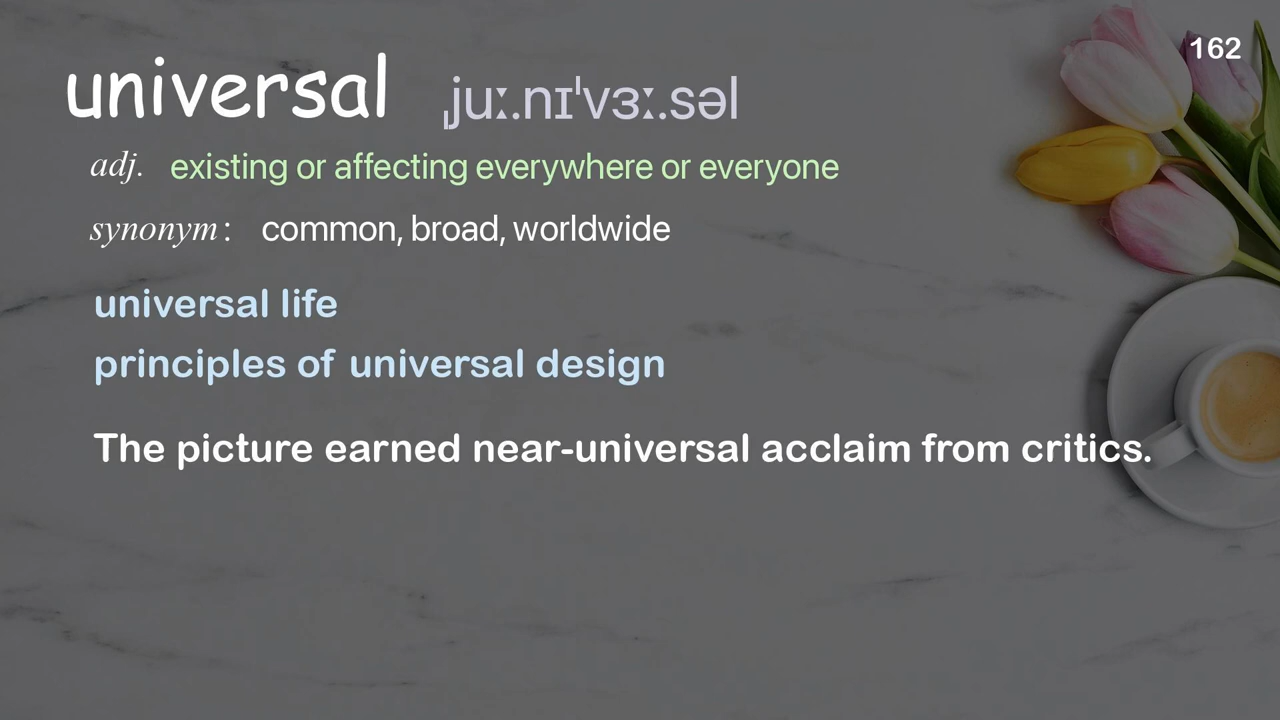 162
universal ˌjuː.nɪˈvɜː.səl
adj. existing or affecting everywhere or everyone
synonym: common, broad, worldwide
universal life
principles of universal design
The picture earned near-universal acclaim from critics.